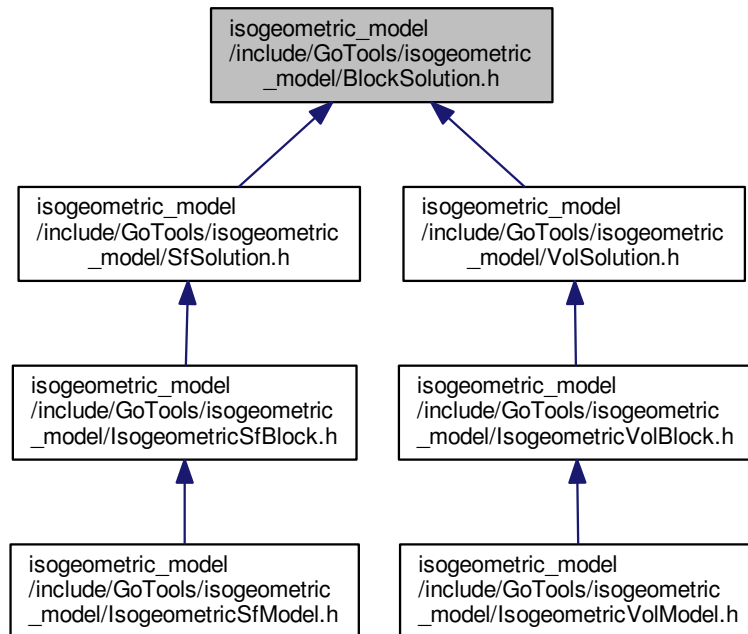 isogeometric_model
/include/GoTools/isogeometric
_model/BlockSolution.h
isogeometric_model
/include/GoTools/isogeometric
_model/SfSolution.h
isogeometric_model
/include/GoTools/isogeometric
_model/VolSolution.h
isogeometric_model
/include/GoTools/isogeometric
_model/IsogeometricSfBlock.h
isogeometric_model
/include/GoTools/isogeometric
_model/IsogeometricVolBlock.h
isogeometric_model
/include/GoTools/isogeometric
_model/IsogeometricSfModel.h
isogeometric_model
/include/GoTools/isogeometric
_model/IsogeometricVolModel.h